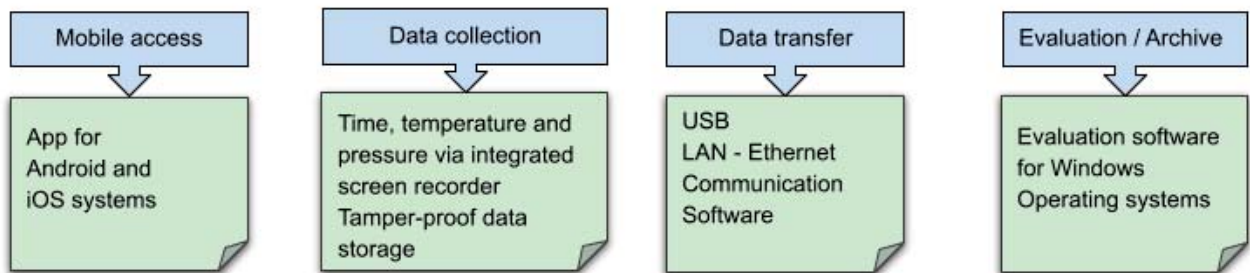 Mobile access
App for
Android and
iOS systems
Data collection
Time, temperature and
pressure via integrated
screen recorder
Tamper-proof data
storage
Data transfer
USB
LAN - Ethernet
Communication
Software
Evaluation / Archive
Evaluation software
for Windows
Operating systems